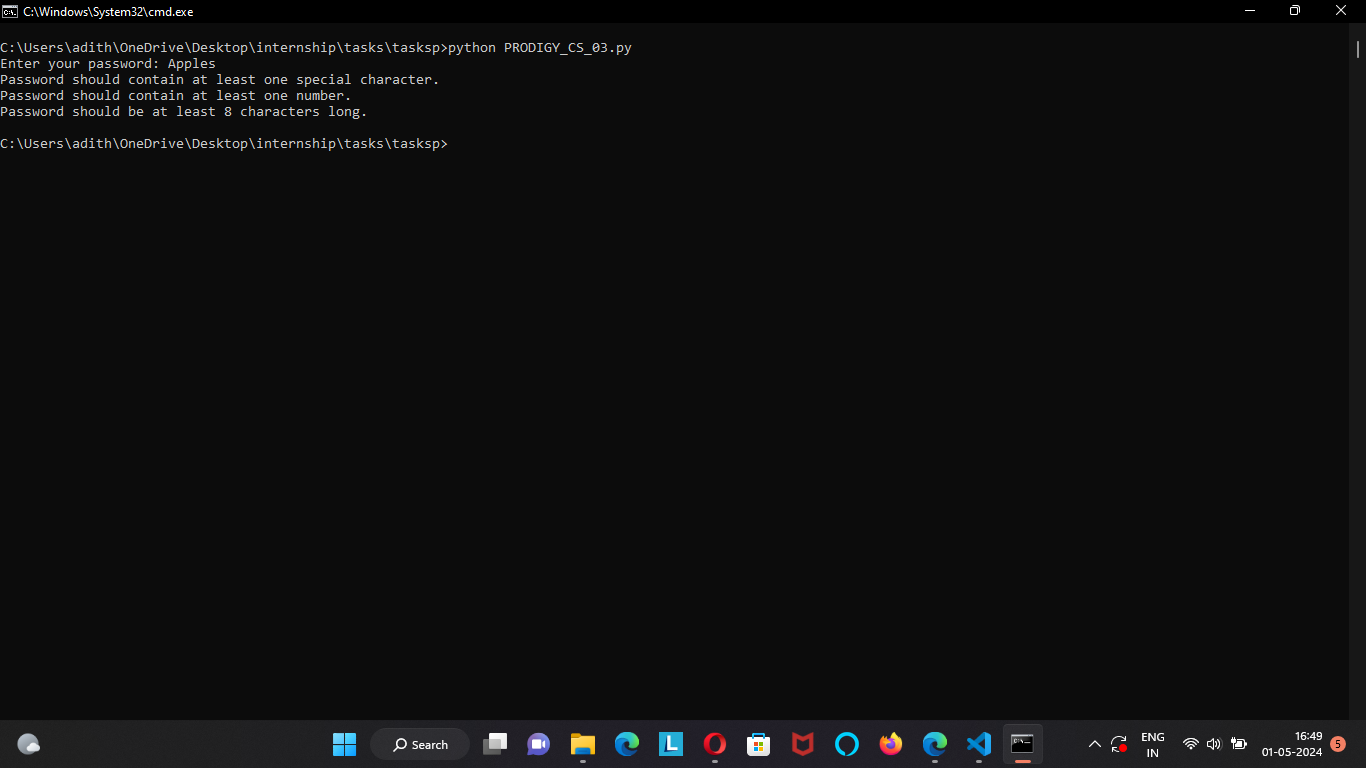 C:\Windows\System32\cmd.exe
C:\Users\adith\OneDrive\Desktop\internship\tasks\tasksp>python PRODIGY_CS_03.py
Enter your password: Apples
Password should contain at least one special character.
Password should contain at least one number.
Password should be at least 8 characters long.
C:\Users\adith\OneDrive\Desktop\internship\tasks\tasksp>
Search
L
ENG
IN
16:49
01-05-2024
5